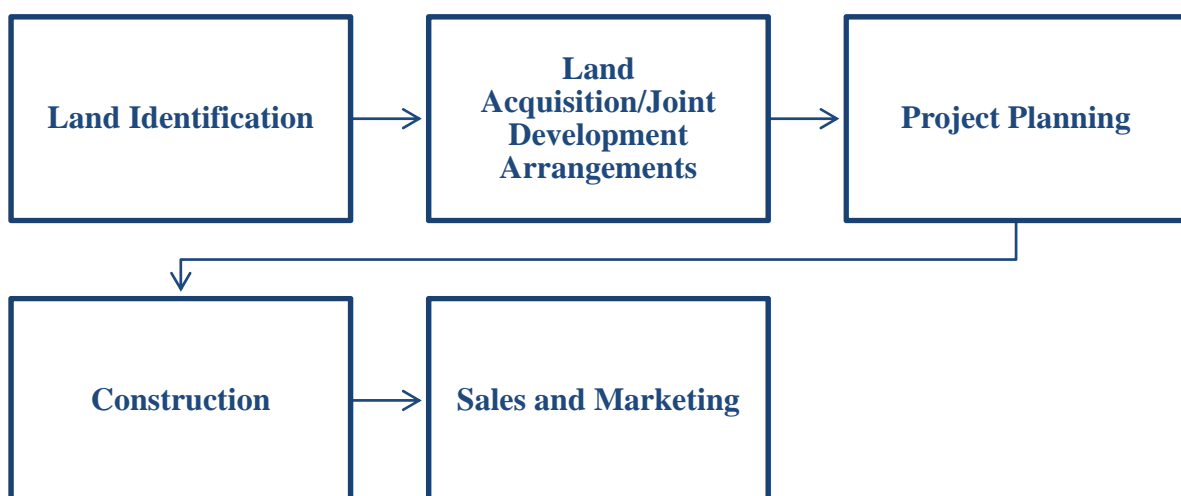 Land Identification
Land
Acquisition/Joint
Development
Arrangements
Project Planning
Construction
Sales and Marketing